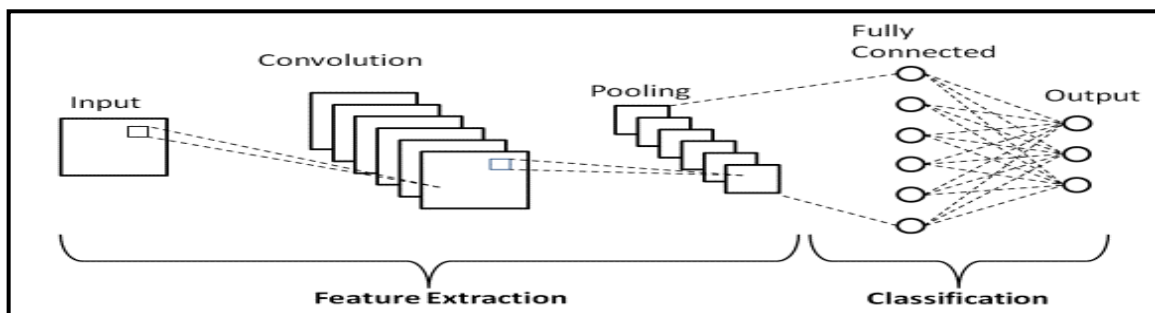 Input
Convolution
Pooling
Fully
Connected
Output
Feature Extraction
Classification